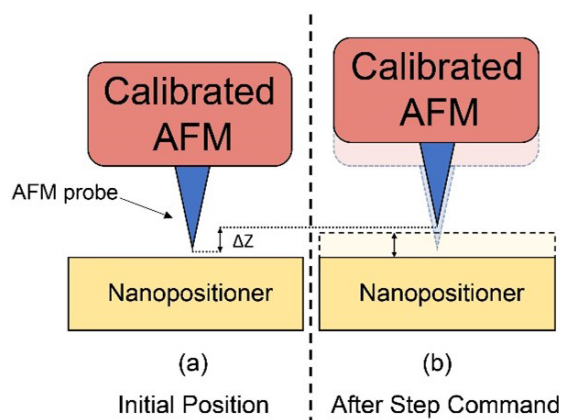 Calibrated
AFM
AFM probe
ΔZ
Nanopositioner
(a)
Initial Position
Calibrated
AFM
Nanopositioner
(b)
After Step Command